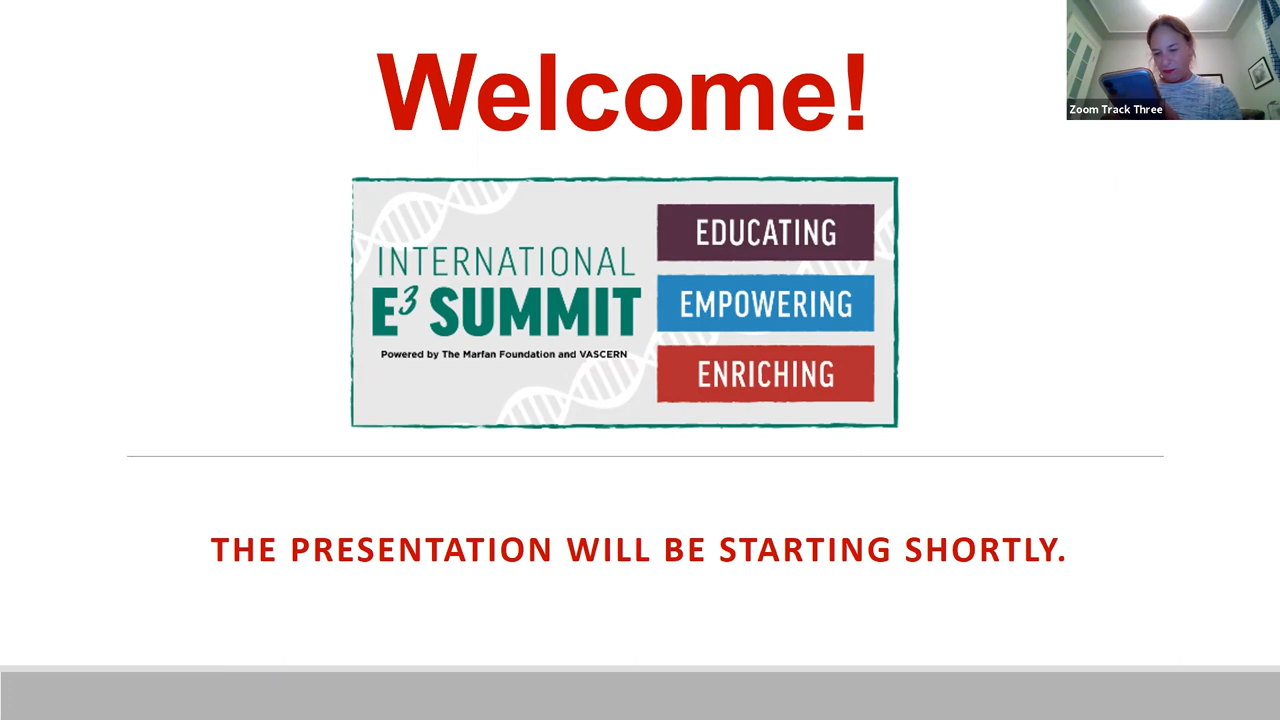 Welcome!
Zoom Track Three
INTERNATIONAL
E³ SUMMIT
Powered by The Marfan Foundation and VASCERN
EDUCATING
EMPOWERING
ENRICHING
THE PRESENTATION WILL BE STARTING SHORTLY.